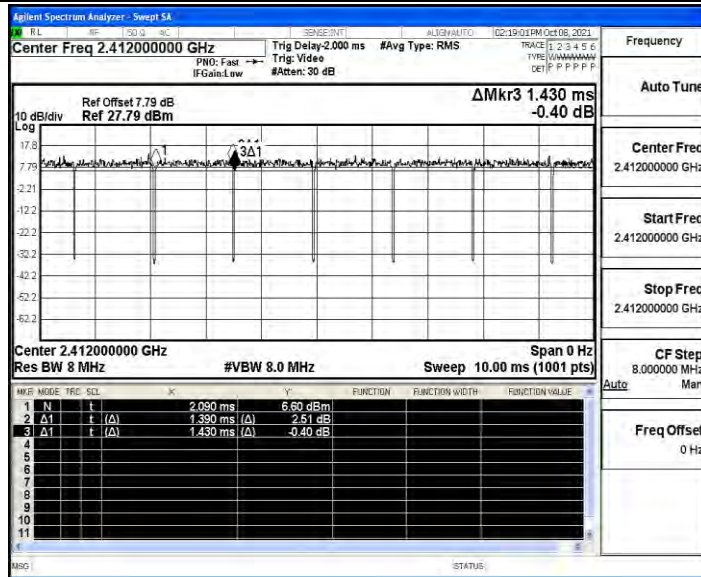 Agilent Spectrum Analyzer - Swept SA
RL RF 50 Ω AC SENSE:INT ALIGN AUTO 02:19:01 PM Oct 08, 2021
Center Freq 2.412000000 GHz
PNO: Fast
IFGain:Low
Trig Delay-2.000 ms
Trig: Video
#Atten: 30 dB
#Avg Type: RMS
TRACE 1 2 3 4 5 6
TYPE WWWWWW
DET P P P P P P
Ref Offset 7.79 dB
10 dB/div Ref 27.79 dBm
Log
ΔMkr3 1.430 ms
-0.40 dB
17.8
7.79
-2.21
-12.2
-22.2
-32.2
-42.2
-52.2
-62.2
1
3Δ1
Center 2.412000000 GHz
Span 0 Hz
Res BW 8 MHz #VBW 8.0 MHz Sweep 10.00 ms (1001 pts)
MKR MODE TRC SCL X Y FUNCTION FUNCTION WIDTH FUNCTION VALUE
1 N t 2.090 ms 6.60 dBm
2 Δ1 t (Δ) 1.390 ms (Δ) 2.51 dB
3 Δ1 t (Δ) 1.430 ms (Δ) -0.40 dB
4
5
6
7
8
9
10
11
MSG STATUS
Frequency
Auto Tune
Center Freq
2.412000000 GHz
Start Freq
2.412000000 GHz
Stop Freq
2.412000000 GHz
CF Step
8.000000 MHz
Auto Man
Freq Offset
0 Hz